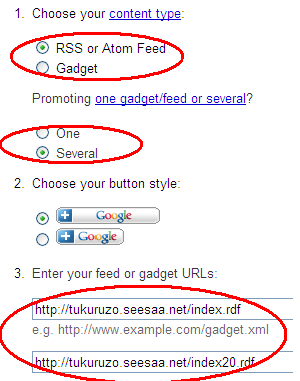 1. Choose your content type:
RSS or Atom Feed
Gadget
Promoting one gadget/feed or several?
One
Several
2. Choose your button style:
+ Google
+ Google
3. Enter your feed or gadget URLs:
http://tukuruzo.seesaa.net/index.rdf
e.g. http://www.example.com/gadget.xml
http://tukuruzo.seesaa.net/index20.rdf